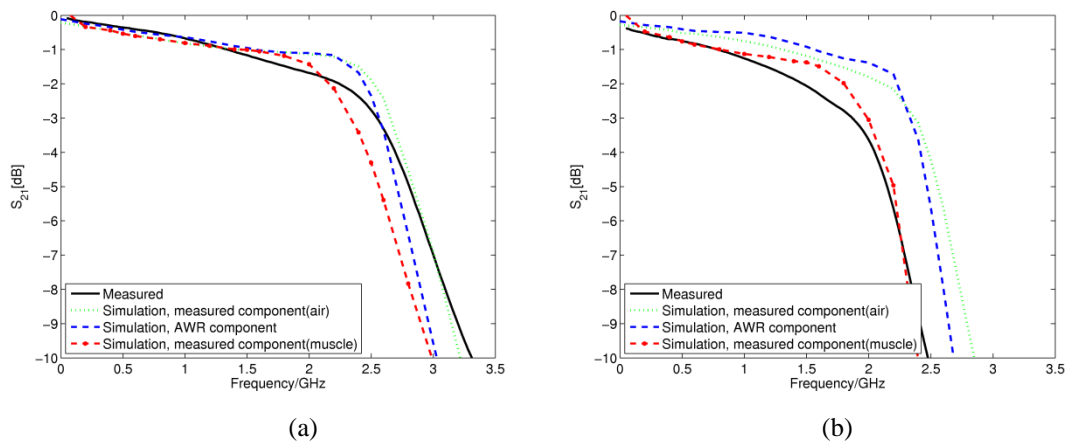 0
−1
−2
−3
−4
−5
−6
−7
−8
−9
−10
S21[dB]
Measured
Simulation, measured component(air)
Simulation, AWR component
Simulation, measured component(muscle)
0 0.5 1 1.5 2 2.5 3 3.5
Frequency/GHz
(a)
0
−1
−2
−3
−4
−5
−6
−7
−8
−9
−10
S21[dB]
Measured
Simulation, measured component(air)
Simulation, AWR component
Simulation, measured component(muscle)
0 0.5 1 1.5 2 2.5 3 3.5
Frequency/GHz
(b)